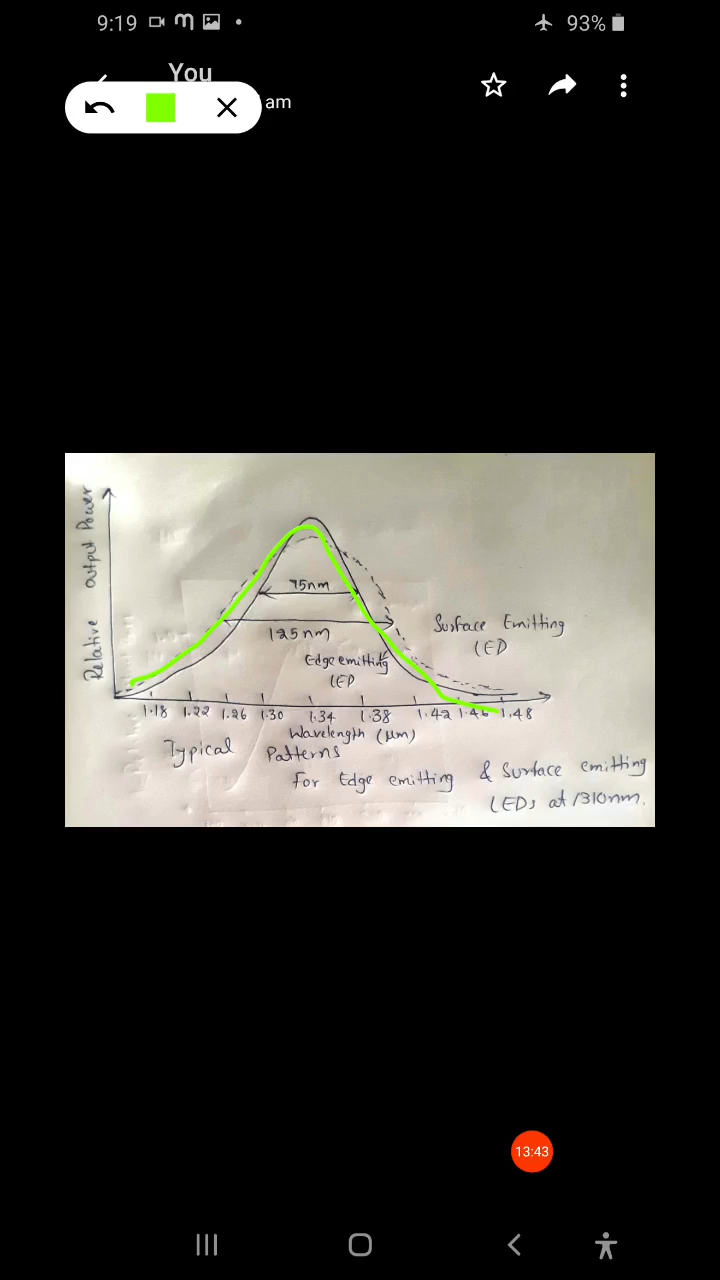 9:19
93%
You
am
Relative output Power
75nm
125nm
Surface Emitting
LED
Edge emitting
LED
1.18 1.22 1.26 1.30 1.34 1.38 1.42 1.46 1.48
Wavelength (μm)
Typical Patterns
For Edge emitting & Surface emitting
LEDs at 1310nm.
13:43